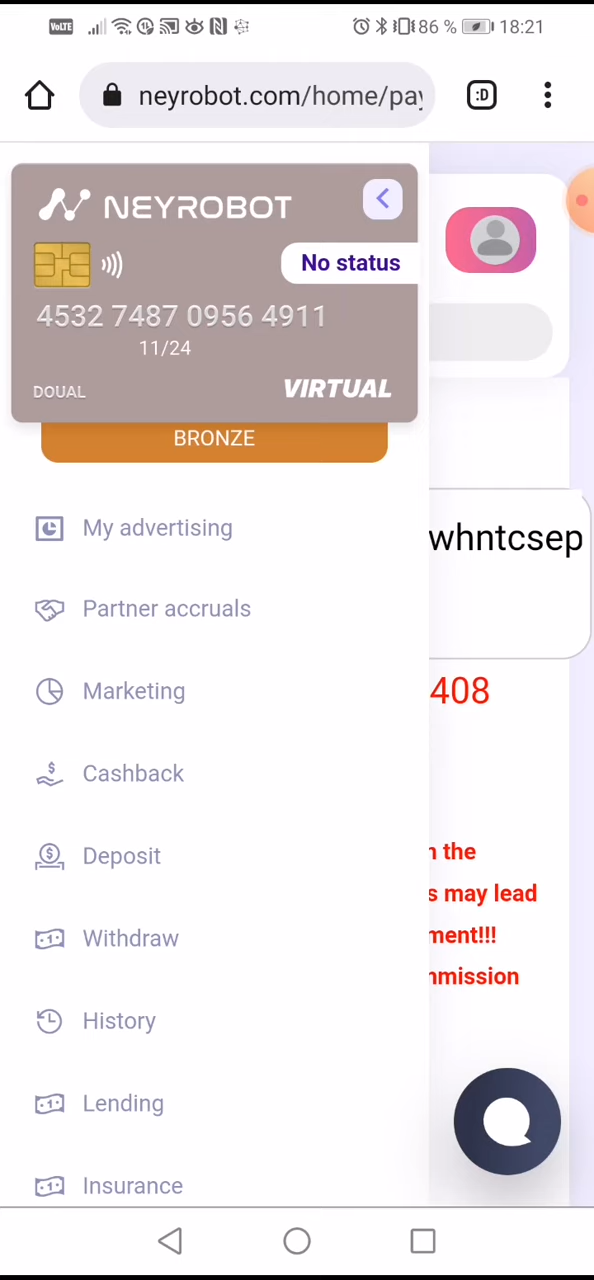 VoLTE 86 % 18:21
neyrobot.com/home/pay
:D
NEYROBOT
No status
4532 7487 0956 4911
11/24
DOUAL
VIRTUAL
BRONZE
My advertising
whntcsep
Partner accruals
Marketing
408
Cashback
Deposit
n the
s may lead
Withdraw
ment!!!
mmission
History
Lending
Insurance